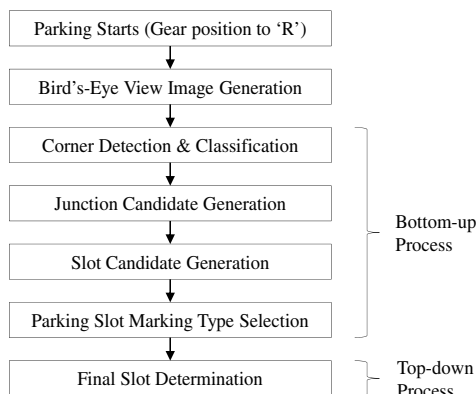 Parking Starts (Gear position to ‘R’)
Bird’s-Eye View Image Generation
Corner Detection & Classification
Junction Candidate Generation
Slot Candidate Generation
Parking Slot Marking Type Selection
Bottom-up
Process
Final Slot Determination
Top-down
Process